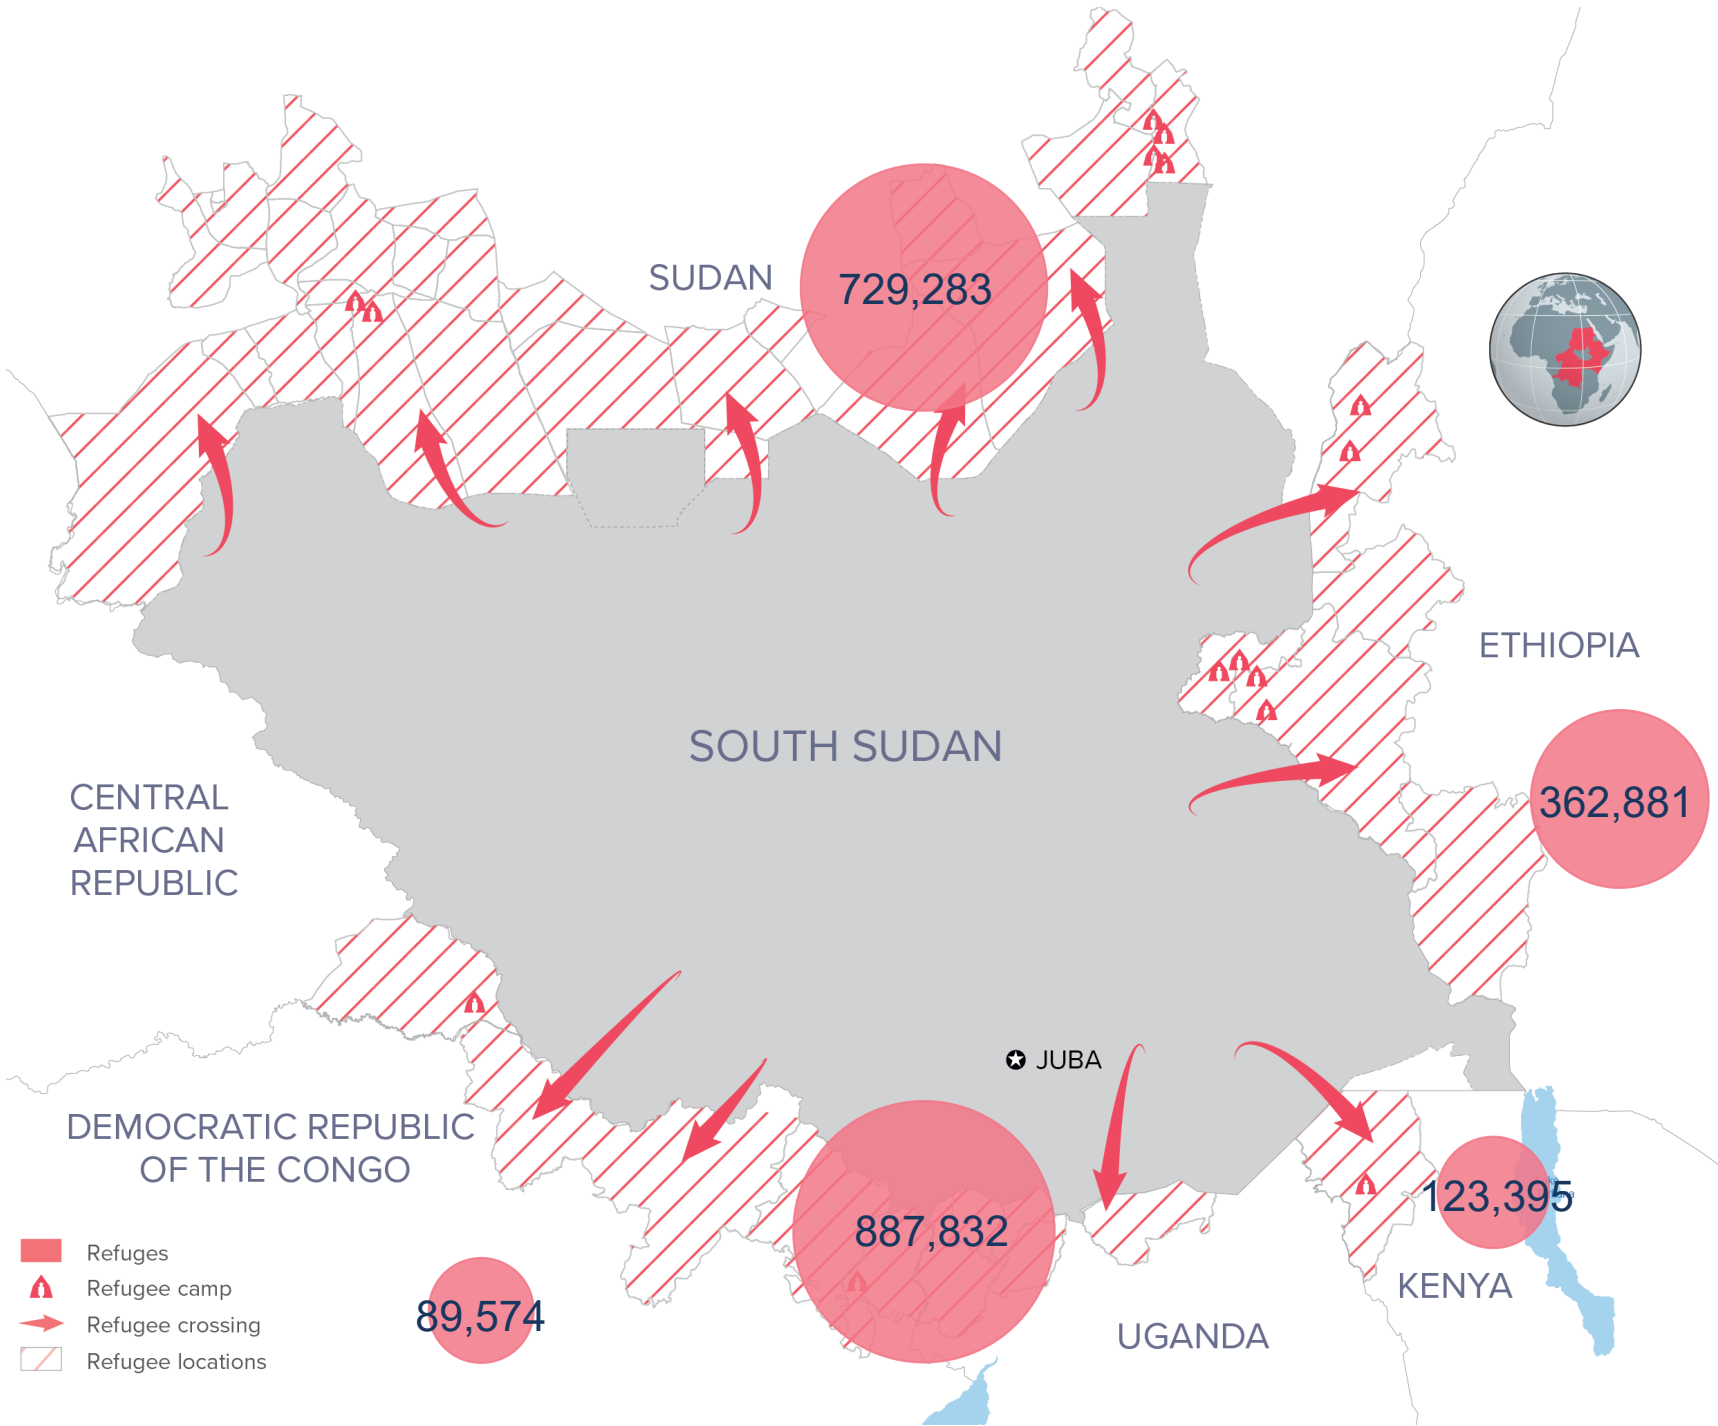 SUDAN
729,283
ETHIOPIA
SOUTH SUDAN
362,881
CENTRAL
AFRICAN
REPUBLIC
JUBA
DEMOCRATIC REPUBLIC
OF THE CONGO
123,395
887,832
Refuges
Refugee camp
Refugee crossing
Refugee locations
89,574
KENYA
UGANDA